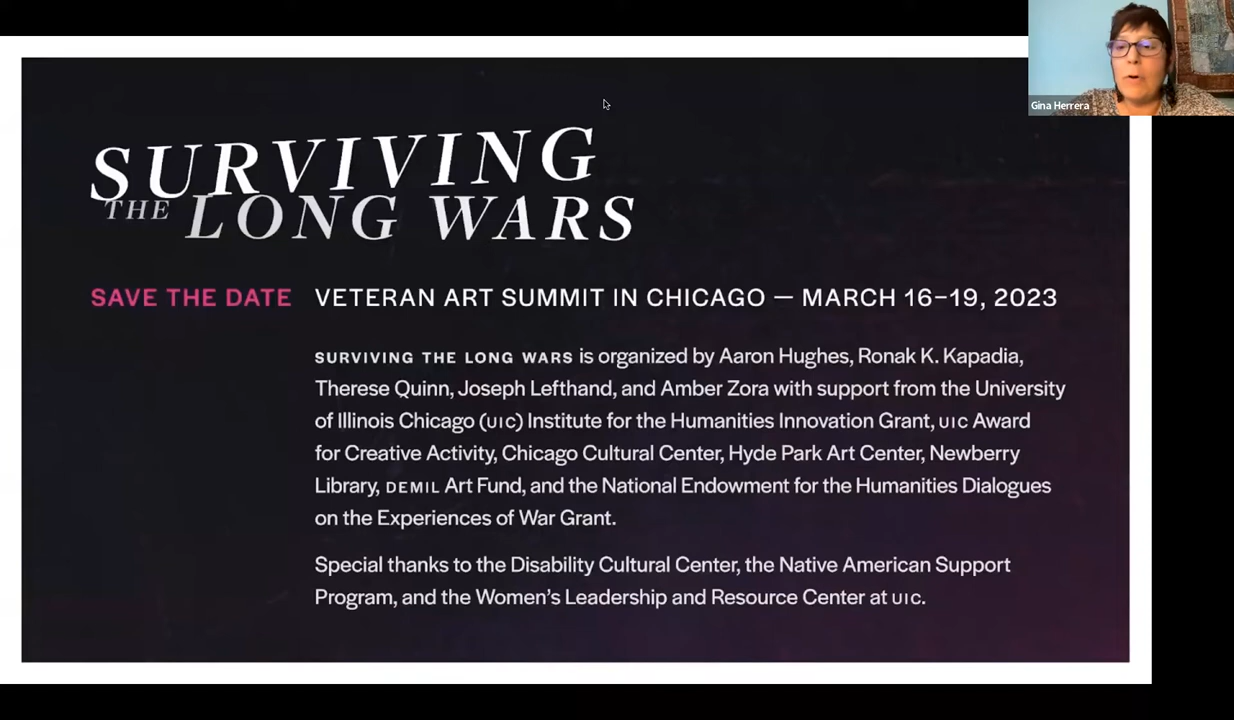 SURVIVING
THE LONG WARS
SAVE THE DATE VETERAN ART SUMMIT IN CHICAGO — MARCH 16–19, 2023
SURVIVING THE LONG WARS is organized by Aaron Hughes, Ronak K. Kapadia,
Therese Quinn, Joseph Lefthand, and Amber Zora with support from the University
of Illinois Chicago (UIC) Institute for the Humanities Innovation Grant, UIC Award
for Creative Activity, Chicago Cultural Center, Hyde Park Art Center, Newberry
Library, DEMIL Art Fund, and the National Endowment for the Humanities Dialogues
on the Experiences of War Grant.
Special thanks to the Disability Cultural Center, the Native American Support
Program, and the Women’s Leadership and Resource Center at UIC.
Gina Herrera